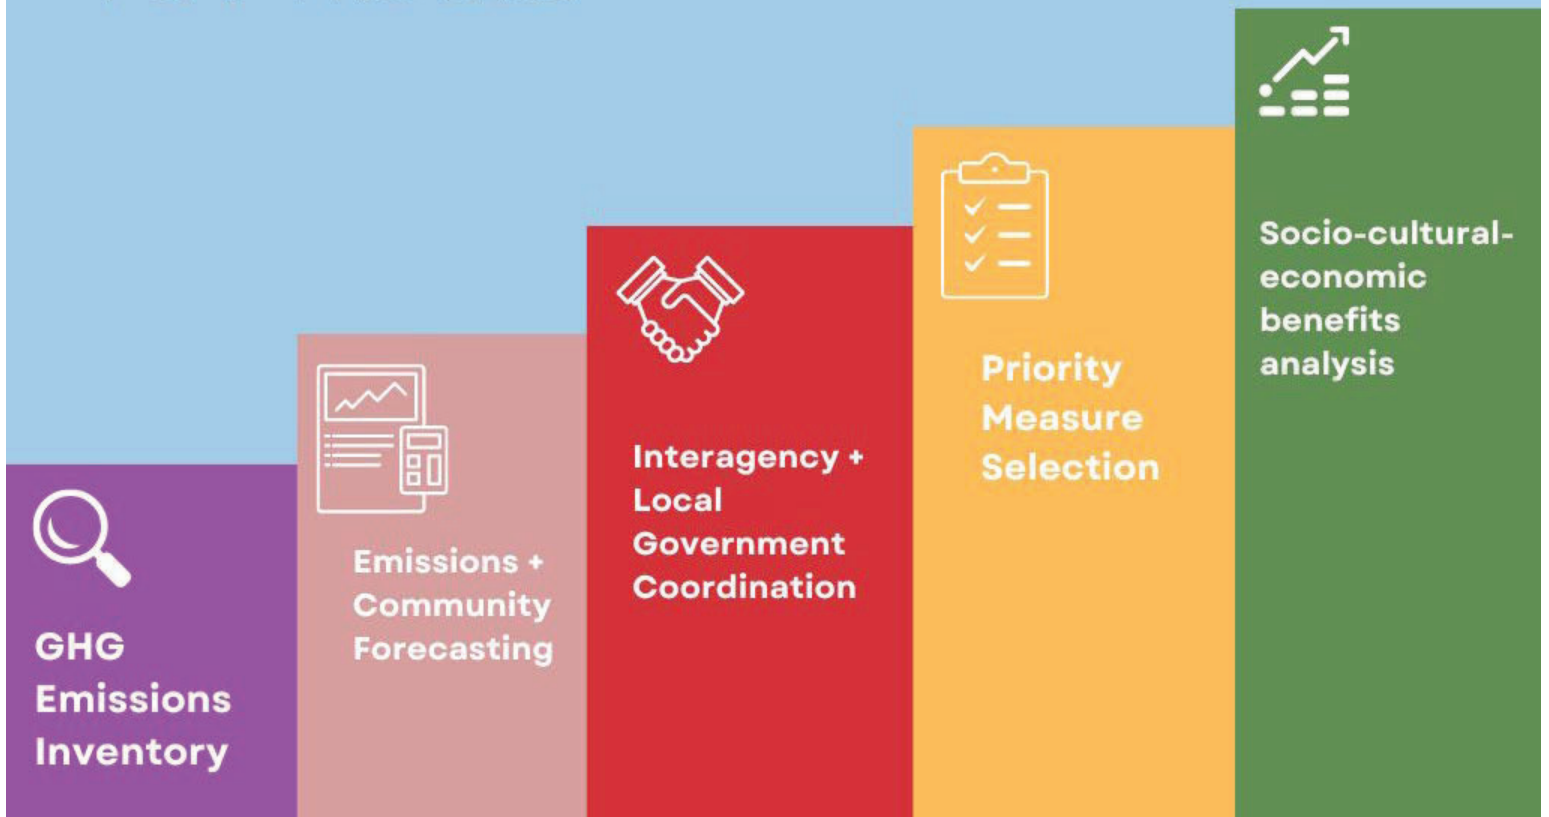 GHG
Emissions
Inventory
Emissions +
Community
Forecasting
Interagency +
Local
Government
Coordination
Priority
Measure
Selection
Socio-cultural-
economic
benefits
analysis